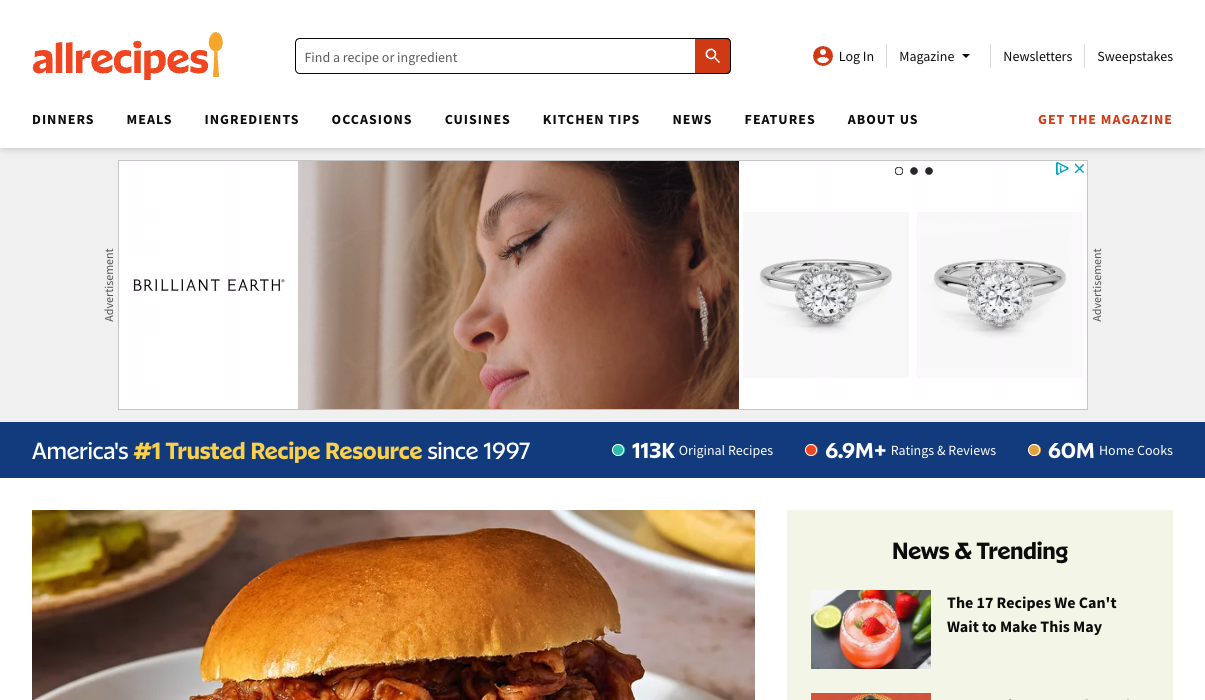 allrecipes
Find a recipe or ingredient
Log In
Magazine
Newsletters
Sweepstakes
DINNERS
MEALS
INGREDIENTS
OCCASIONS
CUISINES
KITCHEN TIPS
NEWS
FEATURES
ABOUT US
GET THE MAGAZINE
Advertisement
BRILLIANT EARTH®
Advertisement
America's #1 Trusted Recipe Resource since 1997
113K Original Recipes
6.9M+ Ratings & Reviews
60M Home Cooks
News & Trending
The 17 Recipes We Can't
Wait to Make This May